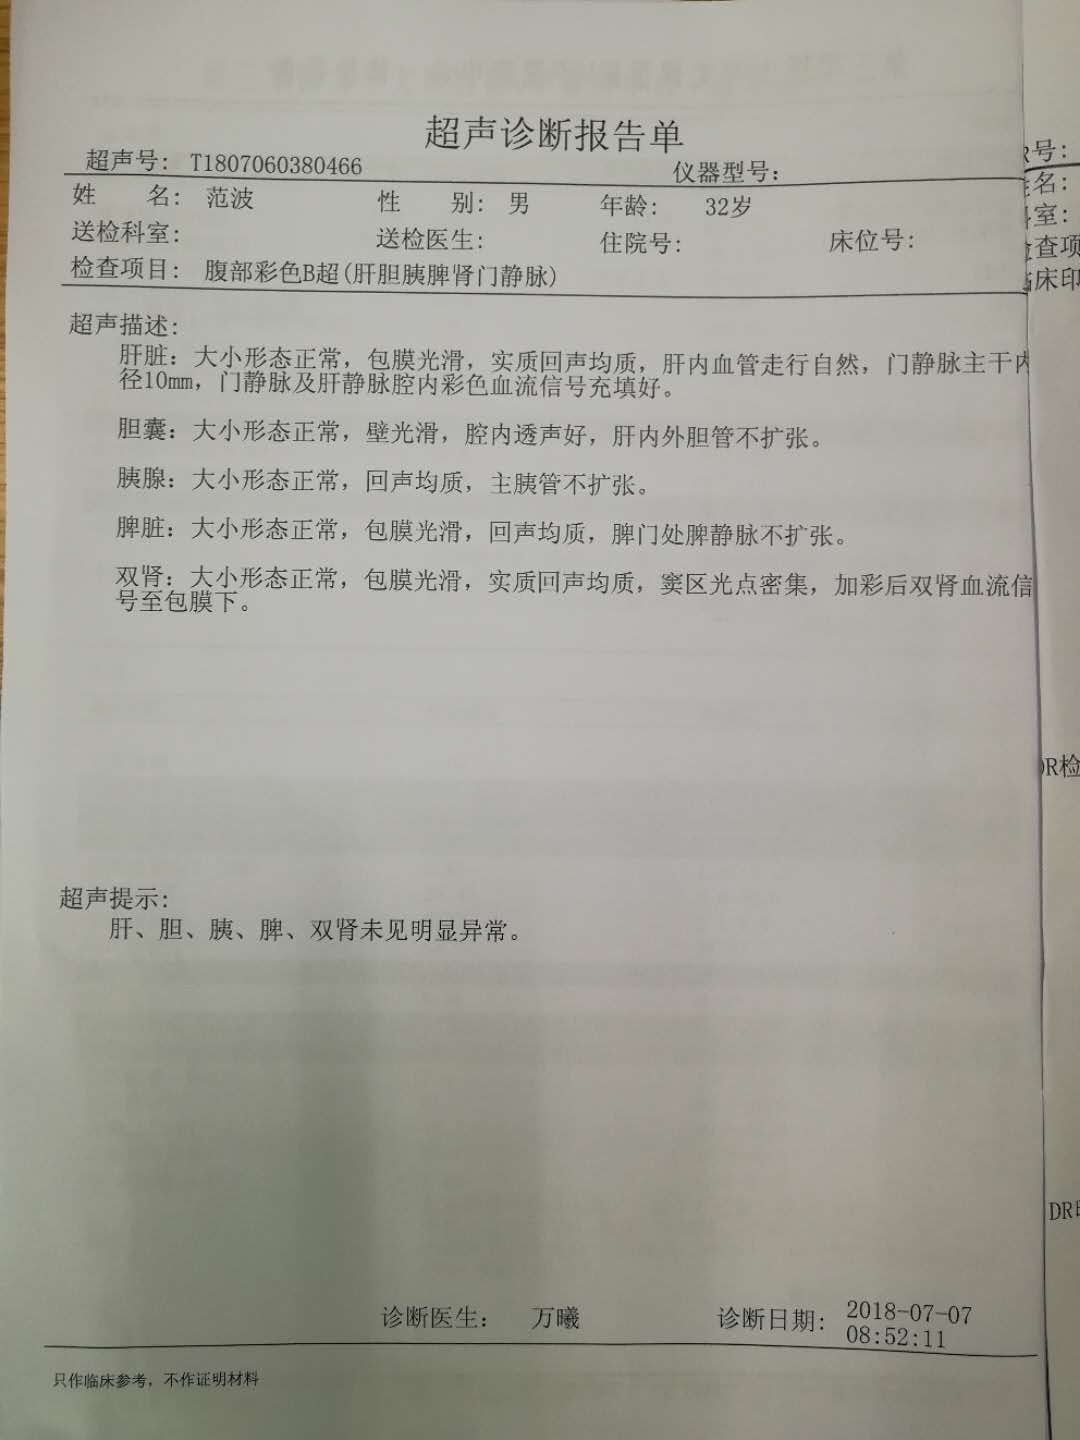 超声诊断报告单
超声号: T1807060380466 仪器型号:
姓 名: 范波 性 别: 男 年龄: 32岁
送检科室: 送检医生: 住院号: 床位号:
检查项目: 腹部彩色B超(肝胆胰脾肾门静脉)
超声描述:
肝脏: 大小形态正常, 包膜光滑, 实质回声均质, 肝内血管走行自然, 门静脉主干内
径10mm, 门静脉及肝静脉腔内彩色血流信号充填好。
胆囊: 大小形态正常, 壁光滑, 腔内透声好, 肝内外胆管不扩张。
胰腺: 大小形态正常, 回声均质, 主胰管不扩张。
脾脏: 大小形态正常, 包膜光滑, 回声均质, 脾门处脾静脉不扩张。
双肾: 大小形态正常, 包膜光滑, 实质回声均质, 窦区光点密集, 加彩后双肾血流信
号至包膜下。
超声提示:
肝、胆、胰、脾、双肾未见明显异常。
诊断医生: 万曦 诊断日期: 2018-07-07
08:52:11
只作临床参考, 不作证明材料
号:
名:
室:
查项
床印
R检
DR